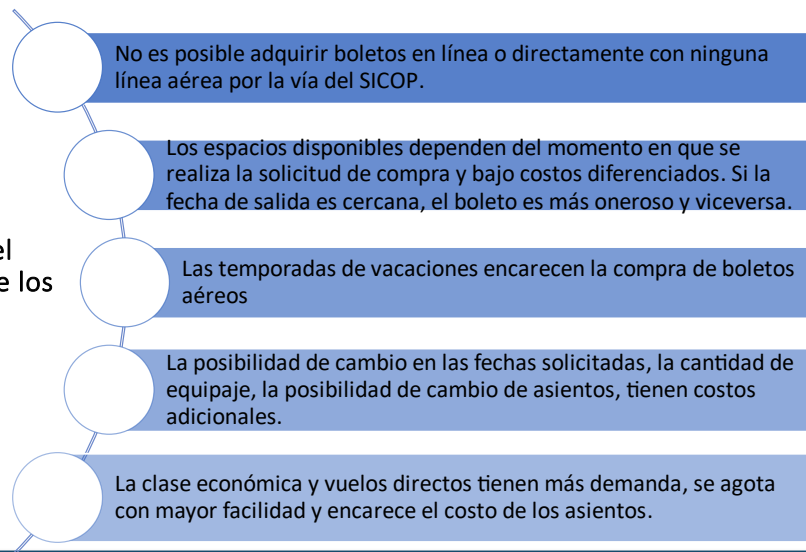 No es posible adquirir boletos en línea o directamente con ninguna
línea aérea por la vía del SICOP.
Los espacios disponibles dependen del momento en que se
realiza la solicitud de compra y bajo costos diferenciados. Si la
fecha de salida es cercana, el boleto es más oneroso y viceversa.
el
e los
Las temporadas de vacaciones encarecen la compra de boletos
aéreos
La posibilidad de cambio en las fechas solicitadas, la cantidad de
equipaje, la posibilidad de cambio de asientos, tienen costos
adicionales.
La clase económica y vuelos directos tienen más demanda, se agota
con mayor facilidad y encarece el costo de los asientos.